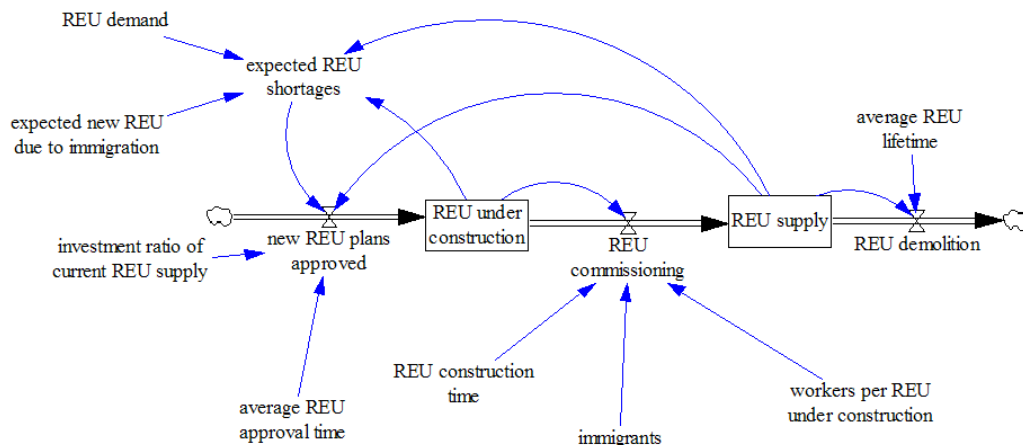 REU demand
expected REU
shortages
expected new REU
due to immigration
average REU
lifetime
REU under
construction
REU supply
new REU plans
approved
REU
commissioning
REU demolition
investment ratio of
current REU supply
REU construction
time
workers per REU
under construction
average REU
approval time
immigrants